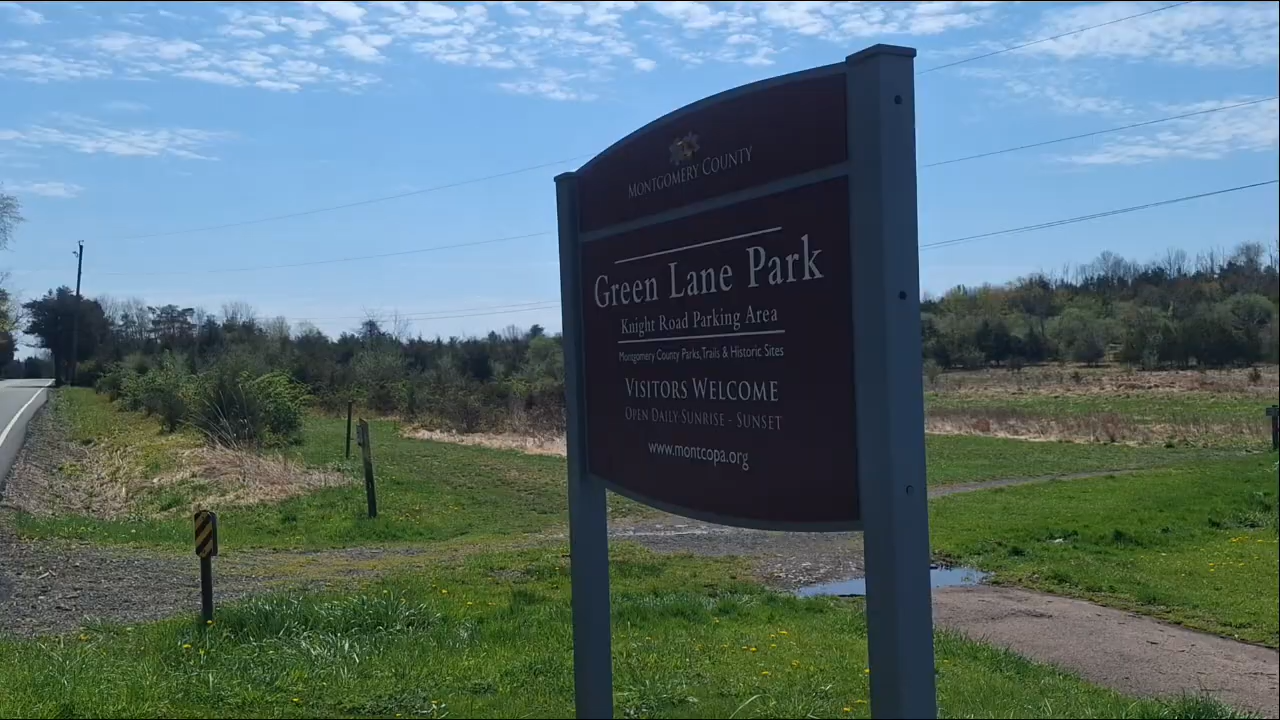 MONTGOMERY COUNTY
Green Lane Park
Knight Road Parking Area
Montgomery County Parks, Trails & Historic Sites
VISITORS WELCOME
OPEN DAILY SUNRISE - SUNSET
www.montcopa.org